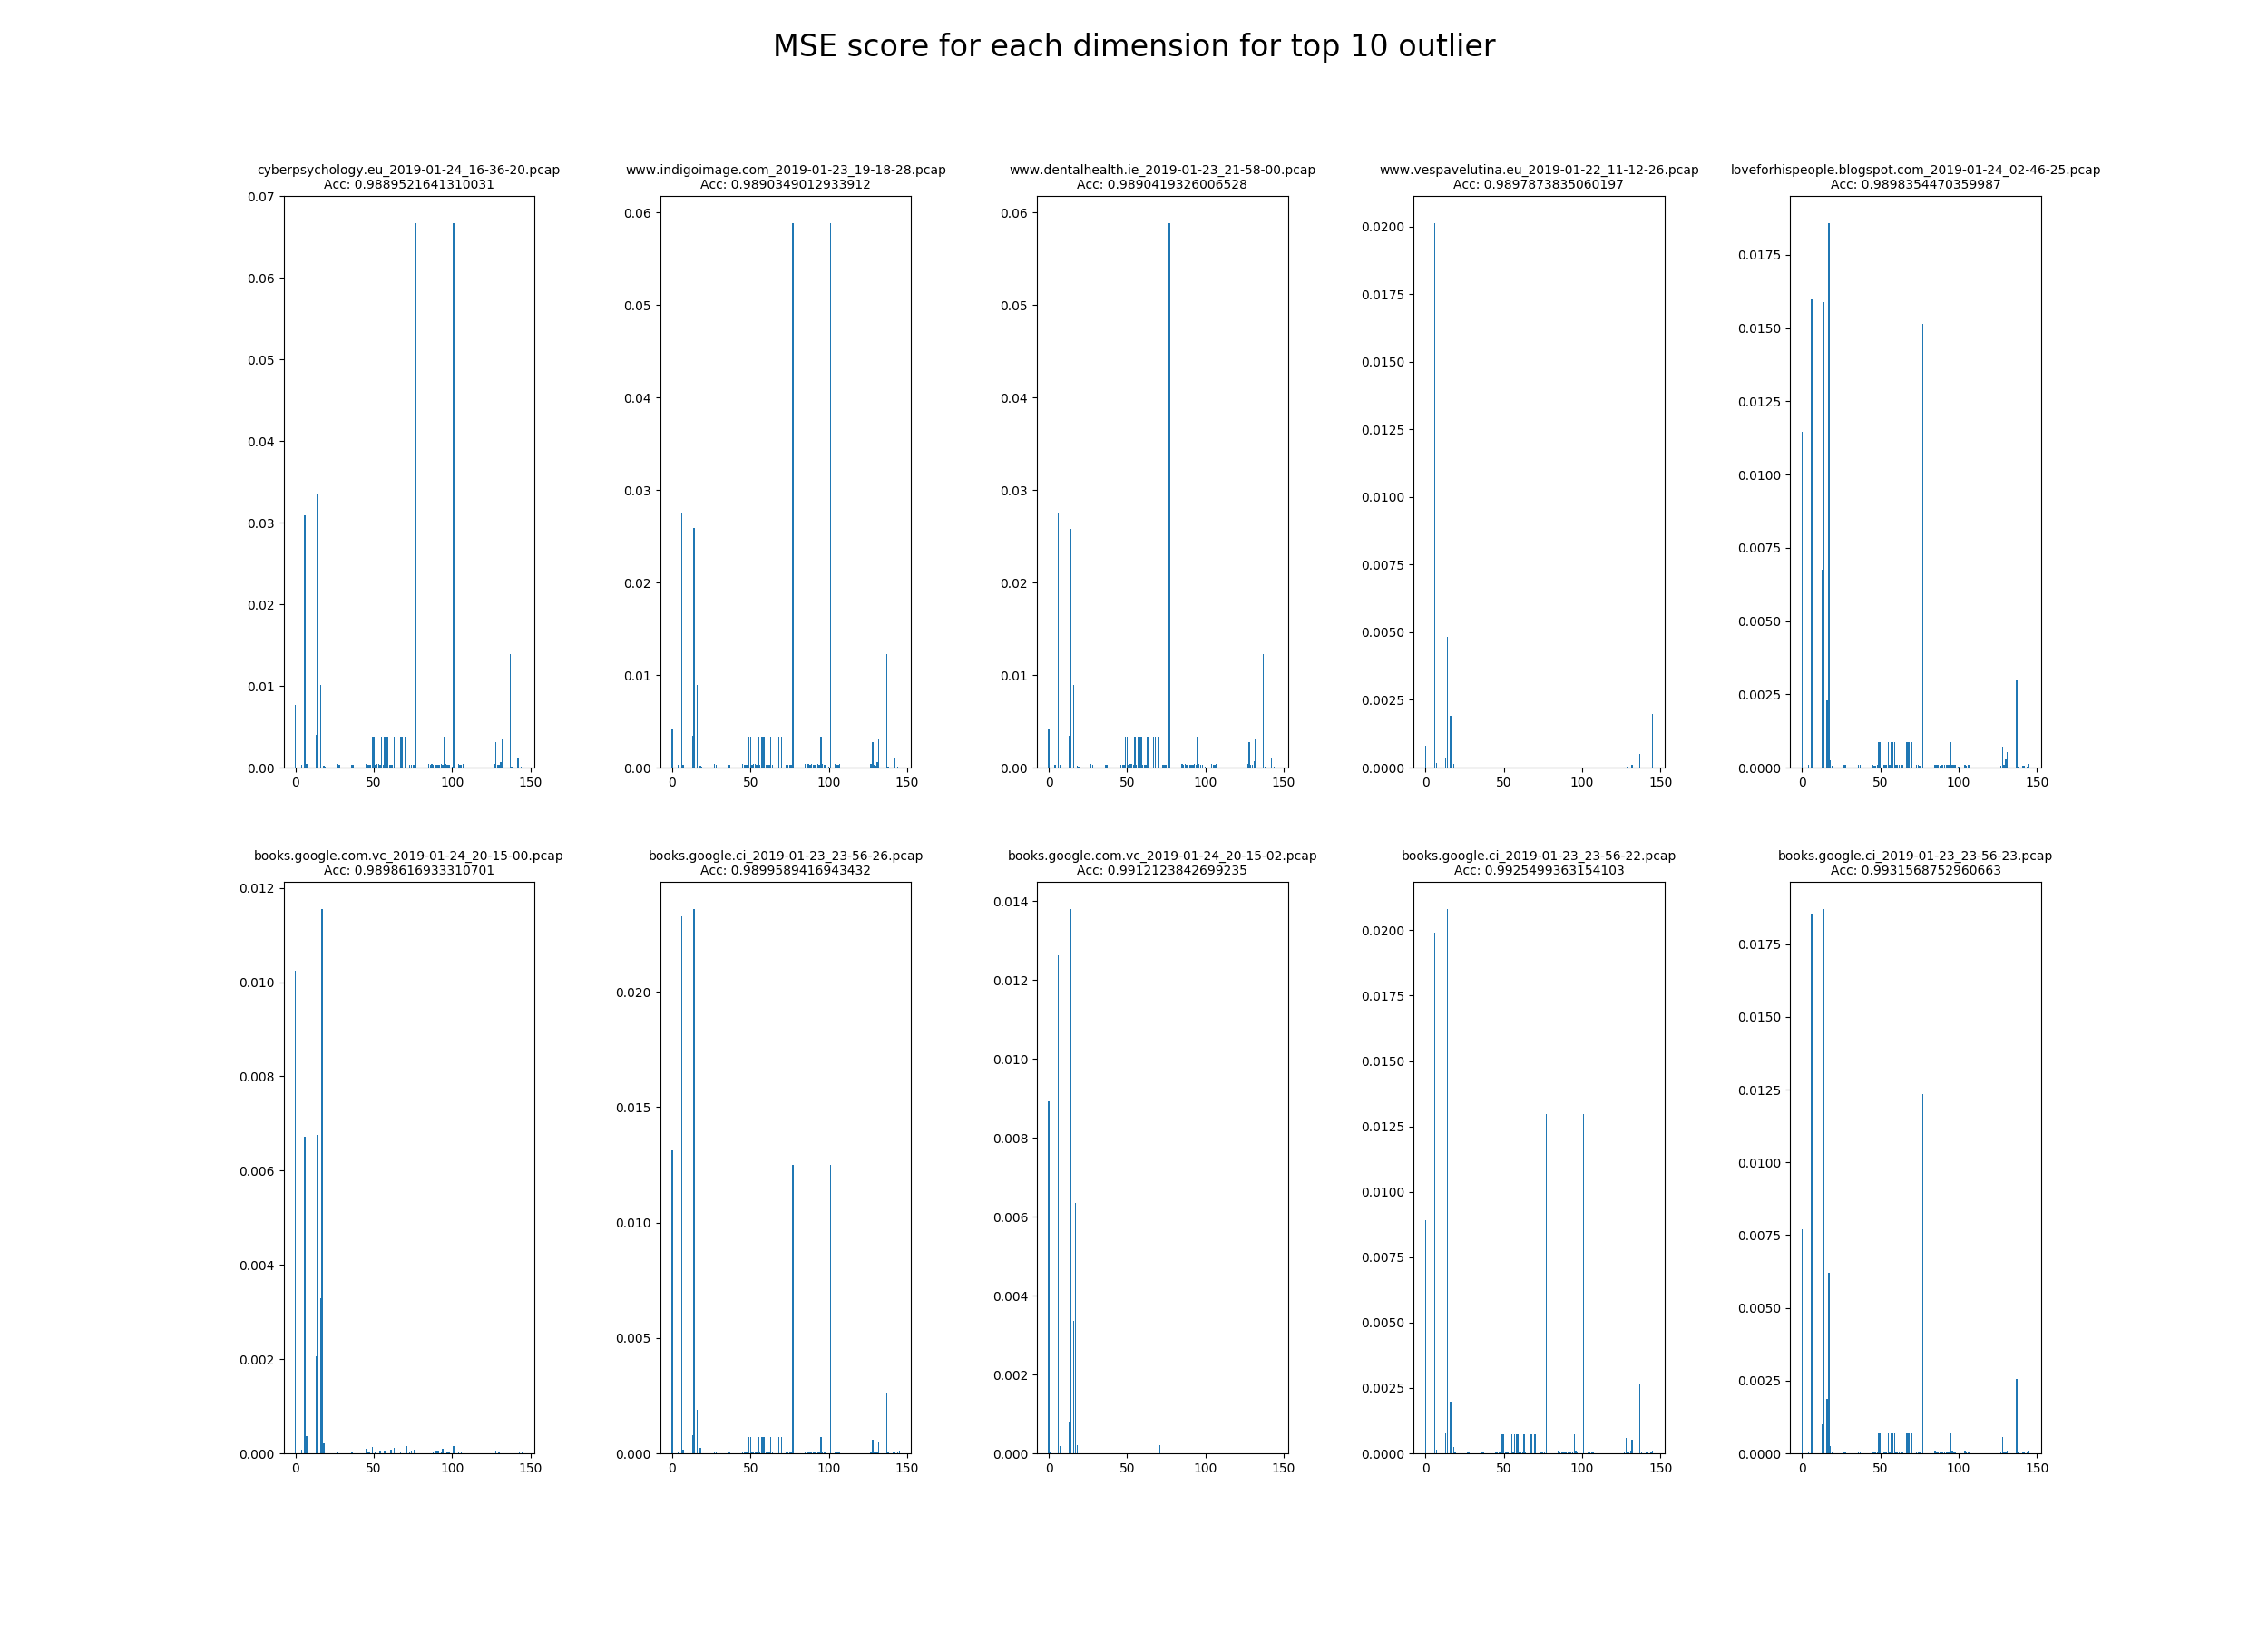 MSE score for each dimension for top 10 outlier
cyberpsychology.eu_2019-01-24_16-36-20.pcap
Acc: 0.9889521641310031
0.07
0.06
0.05
0.04
0.03
0.02
0.01
0.00
0 50 100 150
www.indigoimage.com_2019-01-23_19-18-28.pcap
Acc: 0.9890349012933912
0.06
0.05
0.04
0.03
0.02
0.01
0.00
0 50 100 150
www.dentalhealth.ie_2019-01-23_21-58-00.pcap
Acc: 0.9890419326006528
0.06
0.05
0.04
0.03
0.02
0.01
0.00
0 50 100 150
www.vespavelutina.eu_2019-01-22_11-12-26.pcap
Acc: 0.9897873835060197
0.0200
0.0175
0.0150
0.0125
0.0100
0.0075
0.0050
0.0025
0.0000
0 50 100 150
loveforhispeople.blogspot.com_2019-01-24_02-46-25.pcap
Acc: 0.9898354470359987
0.0175
0.0150
0.0125
0.0100
0.0075
0.0050
0.0025
0.0000
0 50 100 150
books.google.com.vc_2019-01-24_20-15-00.pcap
Acc: 0.9898616933310701
0.012
0.010
0.008
0.006
0.004
0.002
0.000
0 50 100 150
books.google.ci_2019-01-23_23-56-26.pcap
Acc: 0.9899589416943432
0.020
0.015
0.010
0.005
0.000
0 50 100 150
books.google.com.vc_2019-01-24_20-15-02.pcap
Acc: 0.9912123842699235
0.014
0.012
0.010
0.008
0.006
0.004
0.002
0.000
0 50 100 150
books.google.ci_2019-01-23_23-56-22.pcap
Acc: 0.9925499363154103
0.0200
0.0175
0.0150
0.0125
0.0100
0.0075
0.0050
0.0025
0.0000
0 50 100 150
books.google.ci_2019-01-23_23-56-23.pcap
Acc: 0.9931568752960663
0.0175
0.0150
0.0125
0.0100
0.0075
0.0050
0.0025
0.0000
0 50 100 150